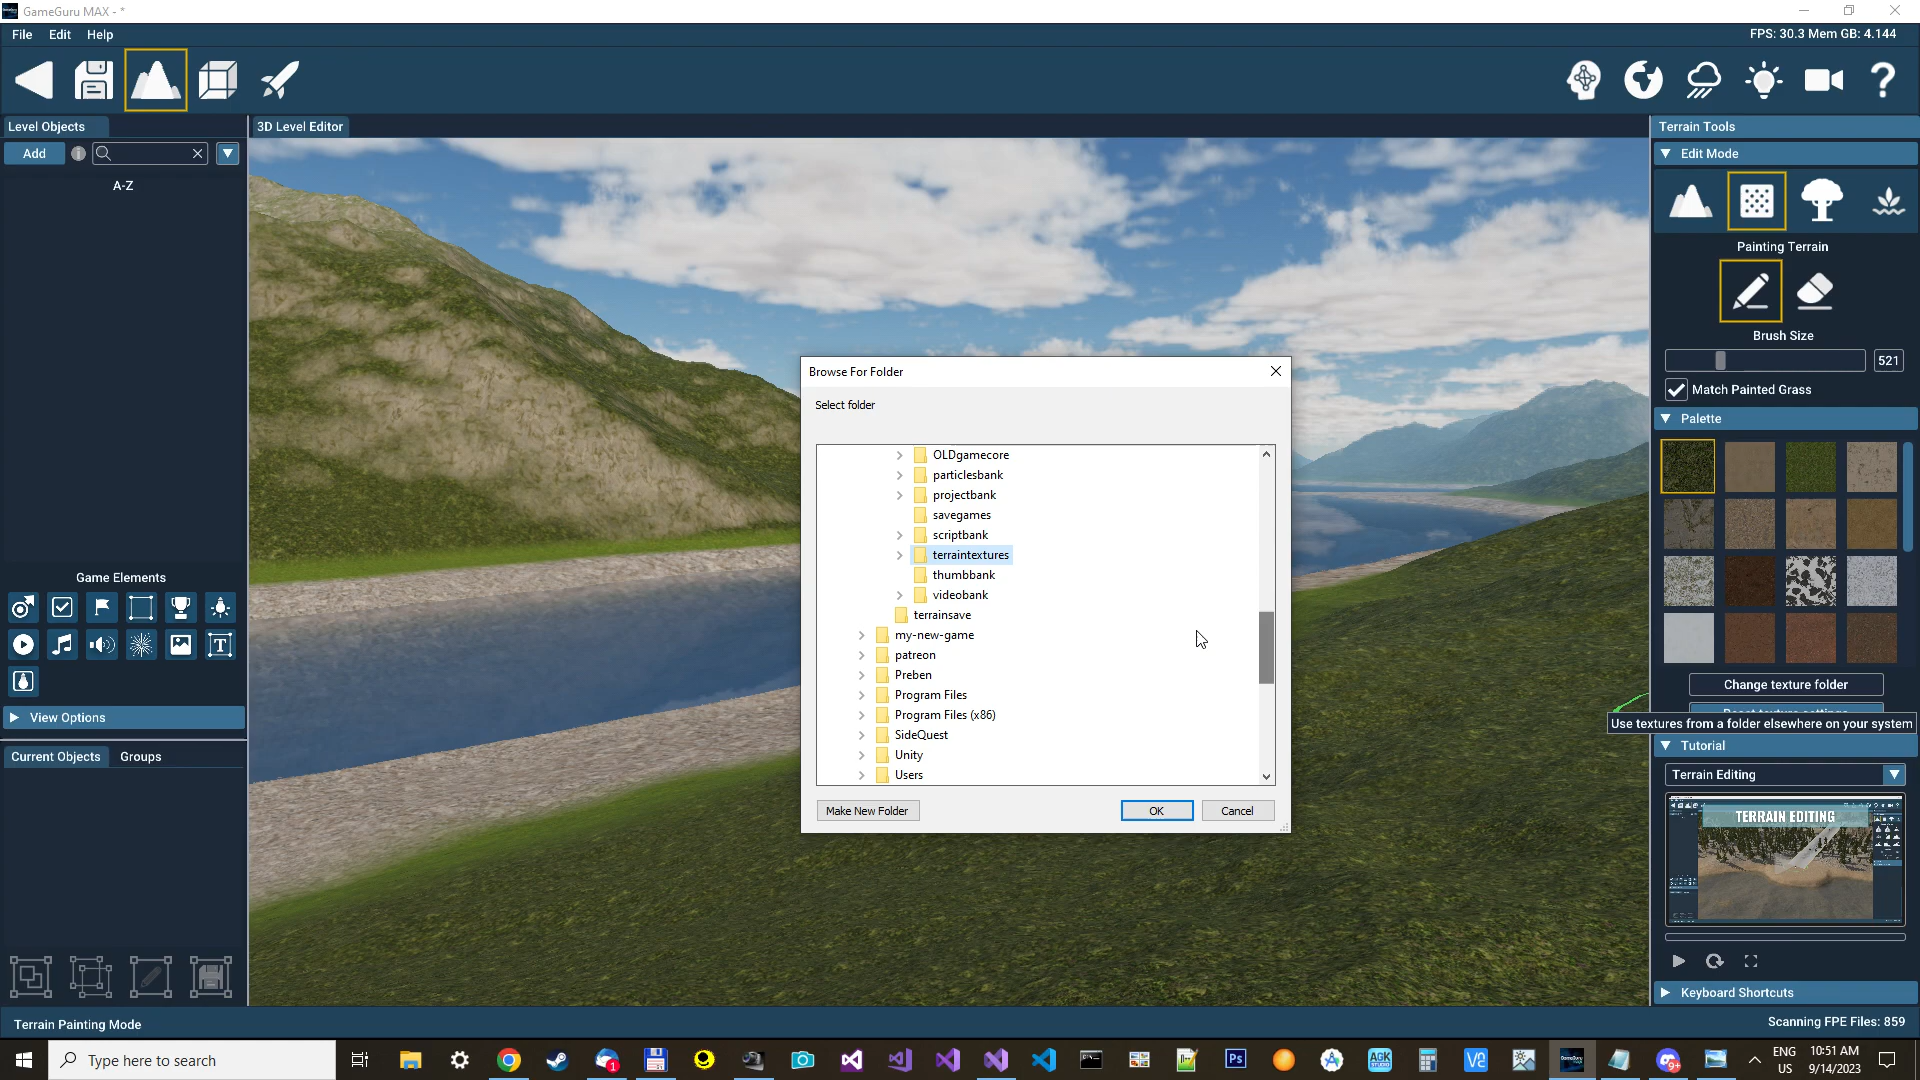 GameGuru MAX - *
File Edit Help
FPS: 30.3 Mem GB: 4.144
Level Objects
3D Level Editor
Terrain Tools
Add
A-Z
Edit Mode
Painting Terrain
Brush Size
521
Match Painted Grass
Palette
Browse For Folder
Select folder
OLDgamecore
particlesbank
projectbank
savegames
scriptbank
terraintextures
thumbbank
videobank
terrainsave
my-new-game
patreon
Preben
Program Files
Program Files (x86)
SideQuest
Unity
Users
Make New Folder
OK
Cancel
Game Elements
View Options
Current Objects Groups
Change texture folder
Use textures from a folder elsewhere on your system
Tutorial
Terrain Editing
TERRAIN EDITING
Keyboard Shortcuts
Terrain Painting Mode
Scanning FPE Files: 859
Type here to search
ENG
US
10:51 AM
9/14/2023